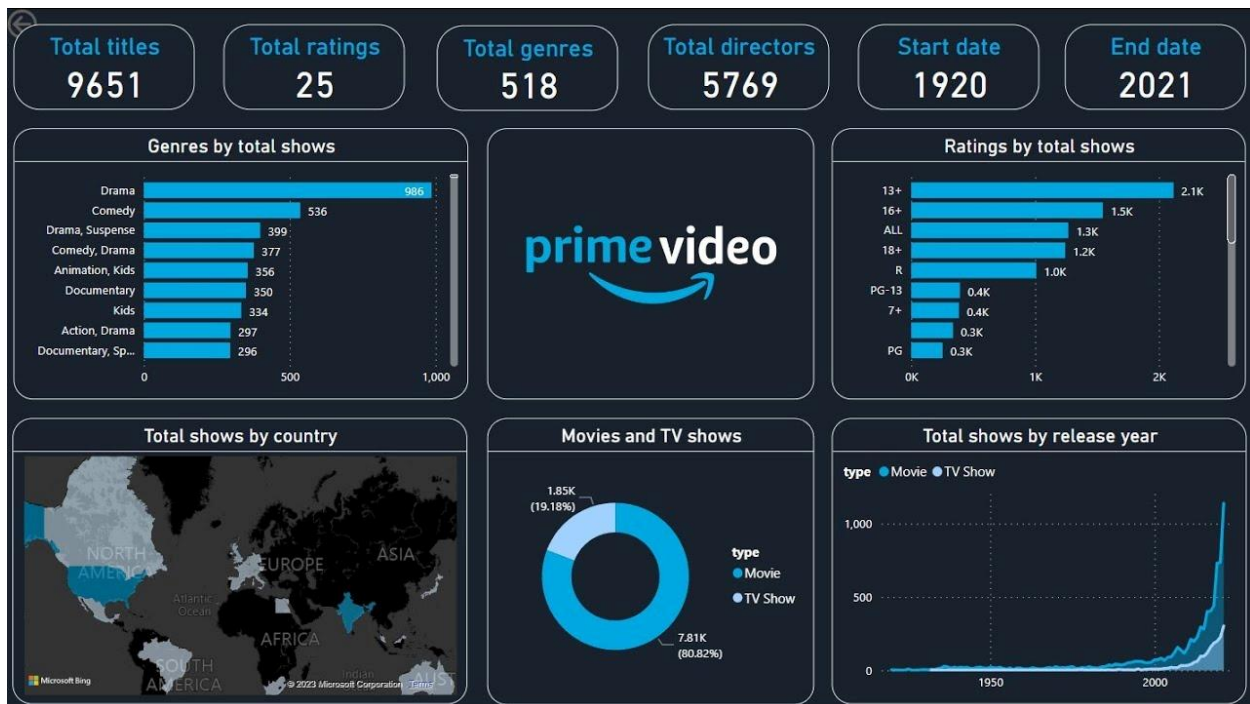 Total titles
9651
Total ratings
25
Total genres
518
Total directors
5769
Start date
1920
End date
2021
Genres by total shows
Drama 986
Comedy 536
Drama, Suspense 399
Comedy, Drama 377
Animation, Kids 356
Documentary 350
Kids 334
Action, Drama 297
Documentary, Sp... 296
0 500 1,000
prime video
Ratings by total shows
13+ 2.1K
16+ 1.5K
ALL 1.3K
18+ 1.2K
R 1.0K
PG-13 0.4K
7+ 0.4K
0.3K
PG 0.3K
0K 1K 2K
Total shows by country
NORTH
AMERICA
EUROPE
ASIA
Atlantic
Ocean
AFRICA
SOUTH
AMERICA
Indian
AUST
Microsoft Bing
© 2023 Microsoft Corporation Terms
Movies and TV shows
1.85K
(19.18%)
7.81K
(80.82%)
type
Movie
TV Show
Total shows by release year
type Movie TV Show
1,000
500
0
1950 2000